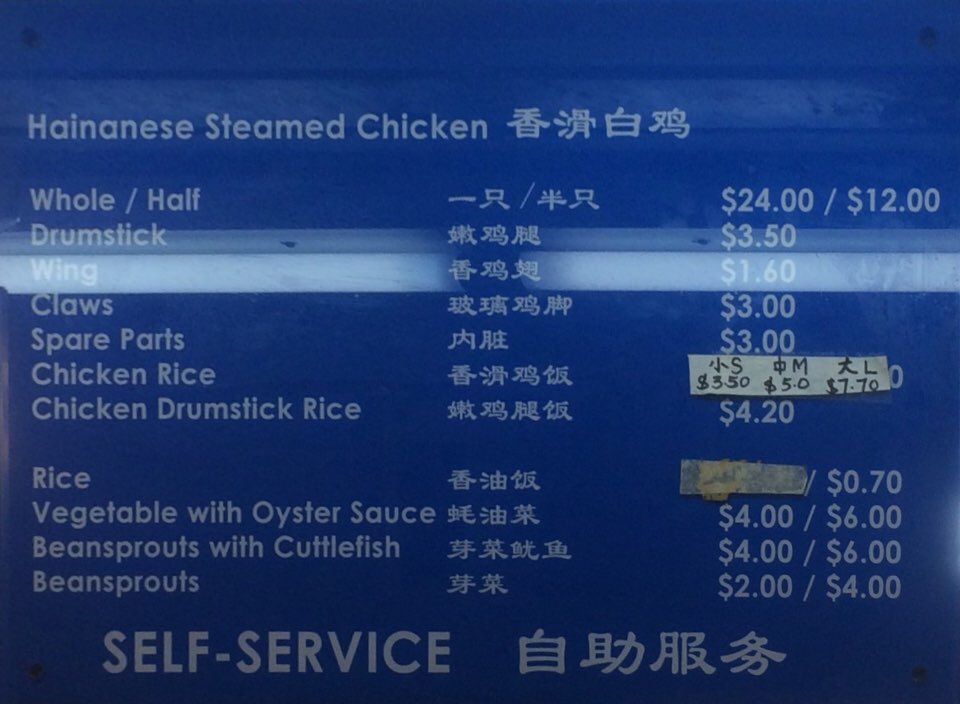 Hainanese Steamed Chicken 香滑白鸡
Whole / Half 一只/半只 $24.00 / $12.00
Drumstick 嫩鸡腿 $3.50
Wing 香鸡翅 $1.60
Claws 玻璃鸡脚 $3.00
Spare Parts 内脏 $3.00
小S 中M 大L
Chicken Rice 香滑鸡饭 $3.50 $5.0 $7.70 0
Chicken Drumstick Rice 嫩鸡腿饭 $4.20
Rice 香油饭 / $0.70
Vegetable with Oyster Sauce 蚝油菜 $4.00 / $6.00
Beansprouts with Cuttlefish 芽菜鱿鱼 $4.00 / $6.00
Beansprouts 芽菜 $2.00 / $4.00
SELF-SERVICE 自助服务